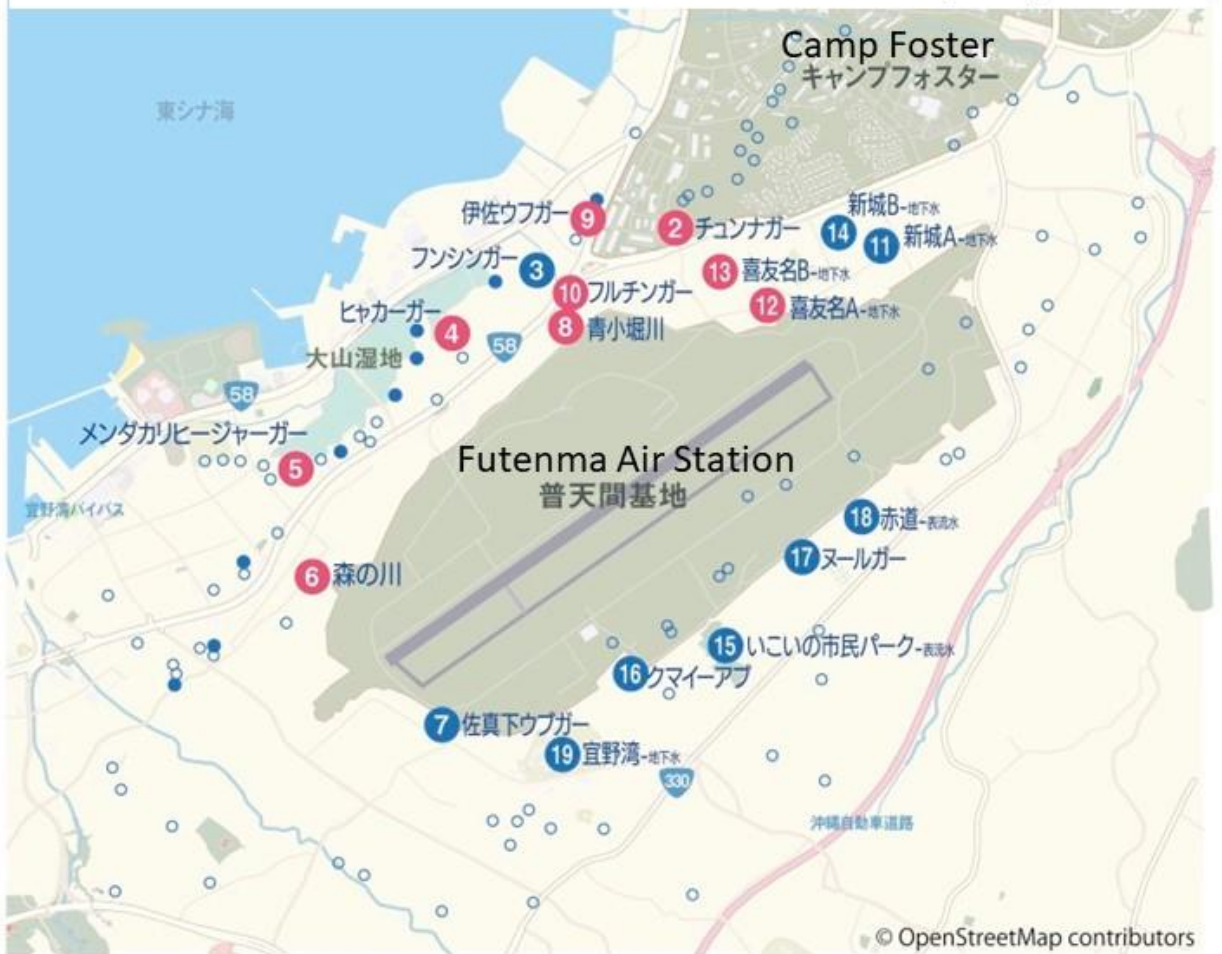 Camp Foster
キャンプフォスター
東シナ海
新城B-地下水
伊佐ウフガー
9
2
チュンナガー
14
11
新城A-地下水
フンシンガー
3
13
喜友名B-地下水
10
フルチンガー
12
喜友名A-地下水
ヒャカーガー
4
8
青小堀川
58
大山湿地
58
メンダカリヒージャーガー
5
Futenma Air Station
普天間基地
宜野湾バイパス
18
赤道-表流水
17
ヌールガー
6
森の川
15
いこいの市民パーク-表流水
16
クマイーアブ
7
佐真下ウブガー
19
宜野湾-地下水
330
沖縄自動車道路
© OpenStreetMap contributors